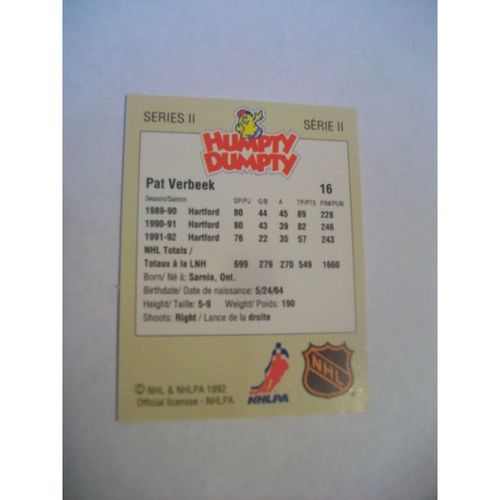 SERIES II SÉRIE II
HUMPTY
DUMPTY
Pat Verbeek 16
Season/Saison GP/PJ G/B A TP/PTS PIM/PUN
1989-90 Hartford 80 44 45 89 228
1990-91 Hartford 80 43 39 82 246
1991-92 Hartford 76 22 35 57 243
NHL Totals /
Totaux à la LNH 699 279 270 549 1660
Born/ Né à: Sarnia, Ont.
Birthdate/ Date de naissance: 5/24/64
Height/ Taille: 5-9 Weight/ Poids: 190
Shoots: Right / Lance de la droite
© NHL & NHLPA 1992
Official licensee - NHLPA.
NHLPA
NHL